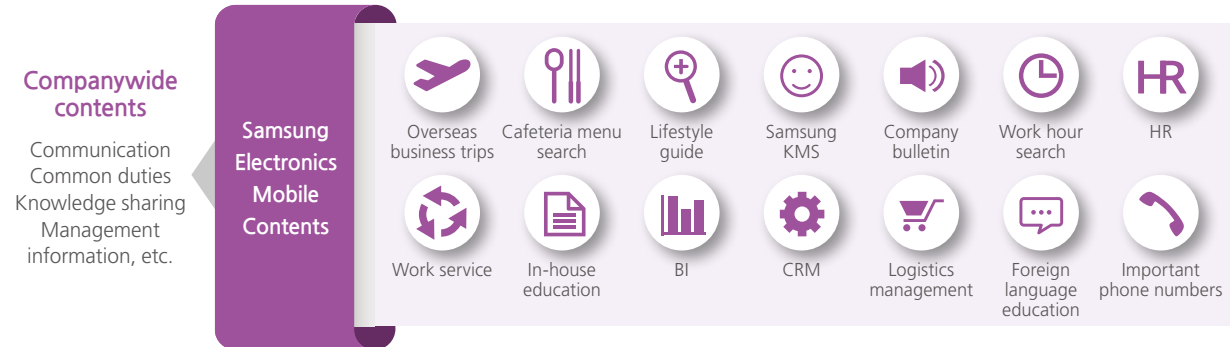 Companywide
contents
Communication
Common duties
Knowledge sharing
Management
information, etc.
Samsung
Electronics
Mobile
Contents
Overseas
business trips
Cafeteria menu
search
Lifestyle
guide
Samsung
KMS
Company
bulletin
Work hour
search
HR
HR
Work service
In-house
education
BI
CRM
Logistics
management
Foreign
language
education
Important
phone numbers